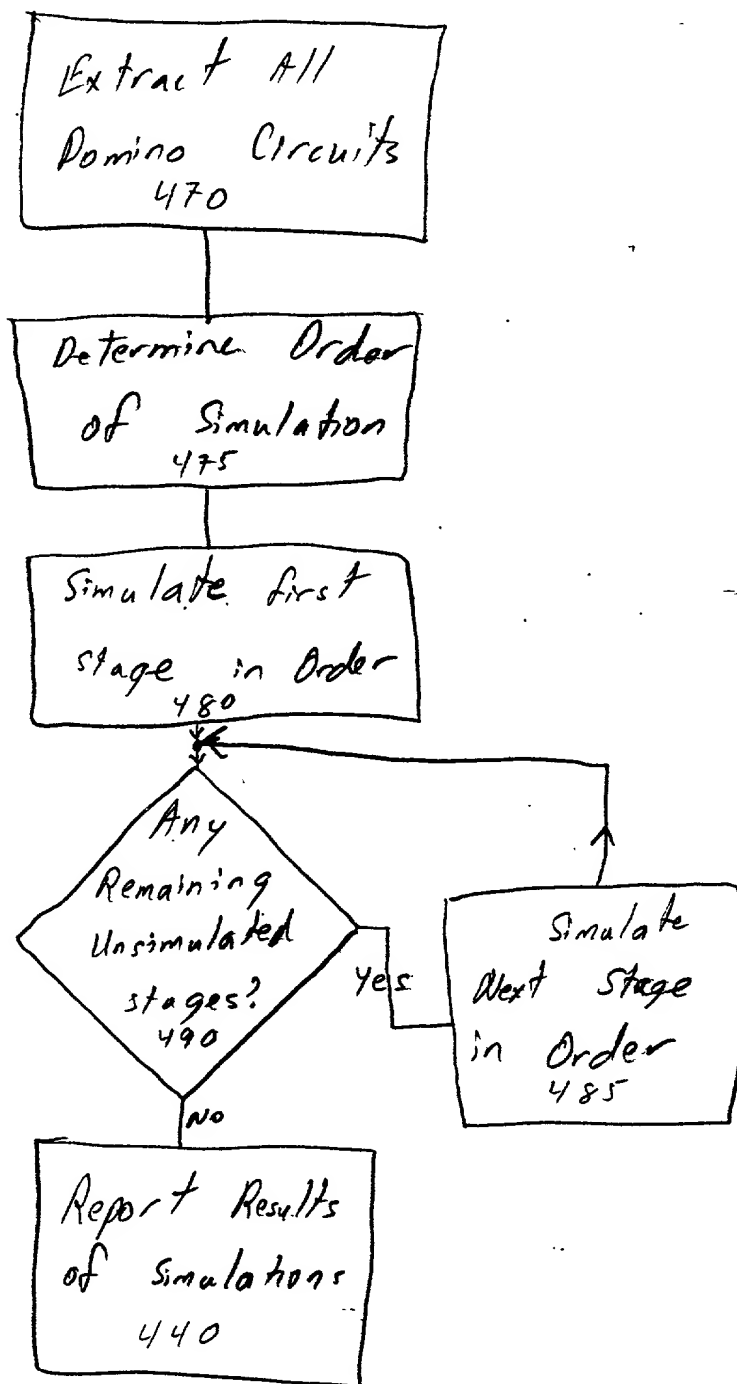 Extract All
Domino Circuits
470
Determine Order
of Simulation
475
Simulate first
stage in Order
480
Any
Remaining
Unsimulated
stages?
490
Yes
Simulate
Next Stage
in Order
485
NO
Report Results
of Simulations
440